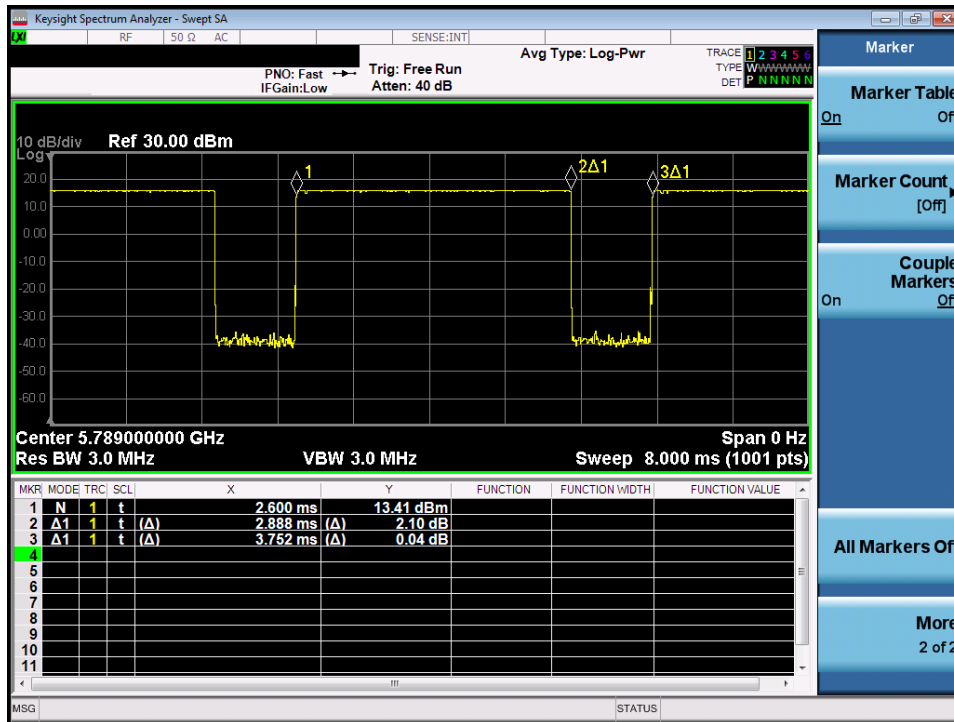 Keysight Spectrum Analyzer - Swept SA
LXI RF 50 Ω AC SENSE:INT
Avg Type: Log-Pwr
TRACE 1 2 3 4 5 6
TYPE W W W W W W
DET P N N N N N
PNO: Fast Trig: Free Run
IFGain:Low Atten: 40 dB
10 dB/div Ref 30.00 dBm
Log
1
2Δ1
3Δ1
20.0
10.0
0.00
-10.0
-20.0
-30.0
-40.0
-50.0
-60.0
Center 5.789000000 GHz Span 0 Hz
Res BW 3.0 MHz VBW 3.0 MHz Sweep 8.000 ms (1001 pts)
MKR MODE TRC SCL X Y FUNCTION FUNCTION WIDTH FUNCTION VALUE
1 N 1 t 2.600 ms 13.41 dBm
2 Δ1 1 t (Δ) 2.888 ms (Δ) 2.10 dB
3 Δ1 1 t (Δ) 3.752 ms (Δ) 0.04 dB
4
5
6
7
8
9
10
11
MSG STATUS
Marker
Marker Table
On Of
Marker Count
[Off]
Couple
Markers
On Of
All Markers Of
More
2 of 2